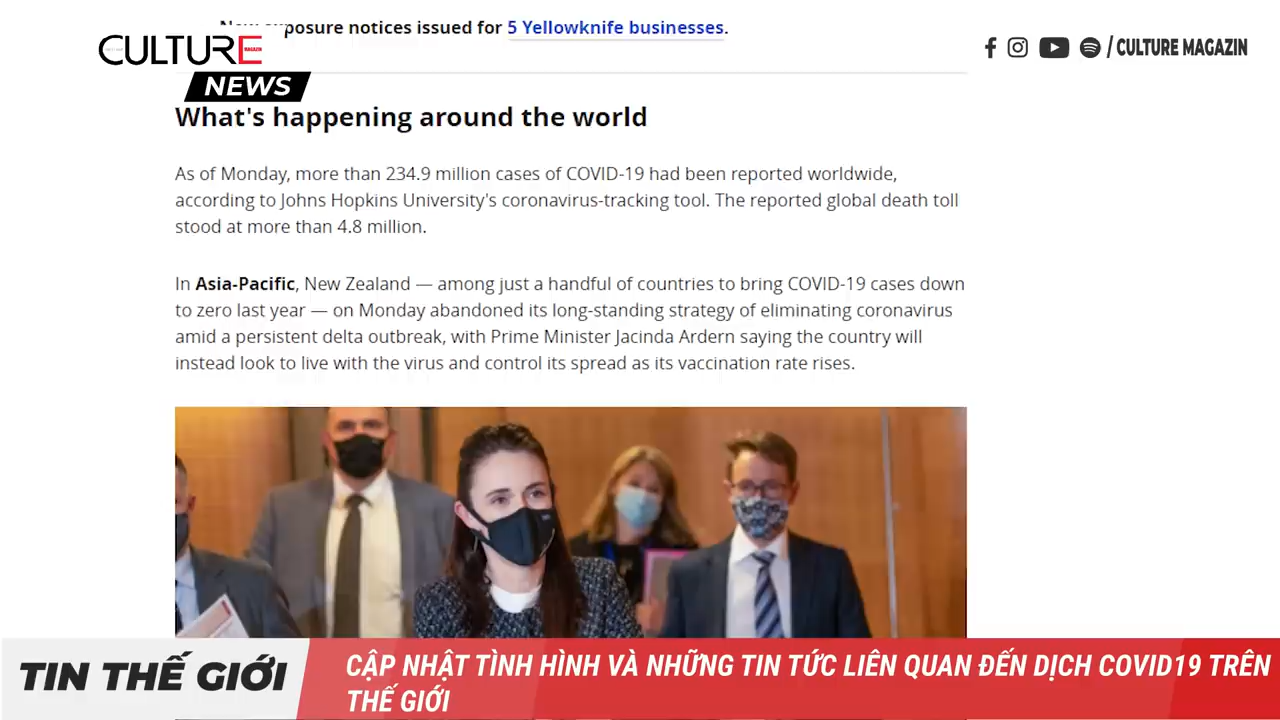 exposure notices issued for 5 Yellowknife businesses.
CULTURE
MAGAZIN
NEWS
/ CULTURE MAGAZIN
What's happening around the world
As of Monday, more than 234.9 million cases of COVID-19 had been reported worldwide,
according to Johns Hopkins University's coronavirus-tracking tool. The reported global death toll
stood at more than 4.8 million.
In Asia-Pacific, New Zealand — among just a handful of countries to bring COVID-19 cases down
to zero last year — on Monday abandoned its long-standing strategy of eliminating coronavirus
amid a persistent delta outbreak, with Prime Minister Jacinda Ardern saying the country will
instead look to live with the virus and control its spread as its vaccination rate rises.
TIN THẾ GIỚI
CẬP NHẬT TÌNH HÌNH VÀ NHỮNG TIN TỨC LIÊN QUAN ĐẾN DỊCH COVID19 TRÊN
THẾ GIỚI